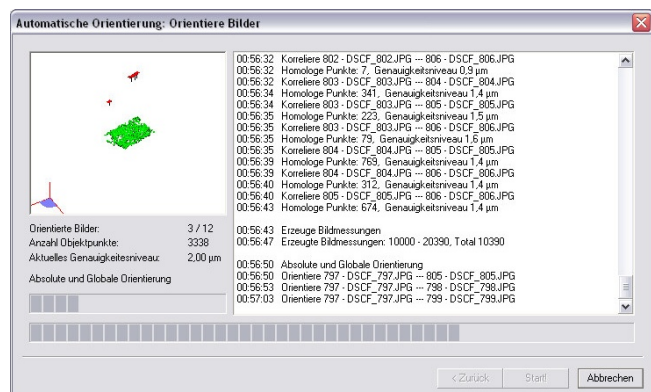 Automatische Orientierung: Orientiere Bilder
00:56:32 Korreliere 802 - DSCF_802.JPG --- 806 - DSCF_806.JPG
00:56:32 Homologe Punkte: 7, Genauigkeitsniveau 0,9 µm
00:56:32 Korreliere 803 - DSCF_803.JPG --- 804 - DSCF_804.JPG
00:56:34 Homologe Punkte: 341, Genauigkeitsniveau 1,4 µm
00:56:34 Korreliere 803 - DSCF_803.JPG --- 805 - DSCF_805.JPG
00:56:35 Homologe Punkte: 223, Genauigkeitsniveau 1,5 µm
00:56:35 Korreliere 803 - DSCF_803.JPG --- 806 - DSCF_806.JPG
00:56:35 Homologe Punkte: 79, Genauigkeitsniveau 1,6 µm
00:56:35 Korreliere 804 - DSCF_804.JPG --- 805 - DSCF_805.JPG
00:56:39 Homologe Punkte: 769, Genauigkeitsniveau 1,4 µm
00:56:39 Korreliere 804 - DSCF_804.JPG --- 806 - DSCF_806.JPG
00:56:40 Homologe Punkte: 312, Genauigkeitsniveau 1,4 µm
00:56:40 Korreliere 805 - DSCF_805.JPG --- 806 - DSCF_806.JPG
00:56:43 Homologe Punkte: 674, Genauigkeitsniveau 1,4 µm
00:56:43 Erzeuge Bildmessungen
00:56:47 Erzeugte Bildmessungen: 10000 - 20390, Total 10390
00:56:50 Absolute und Globale Orientierung
00:56:50 Orientiere 797 - DSCF_797.JPG --- 805 - DSCF_805.JPG
00:56:53 Orientiere 797 - DSCF_797.JPG --- 798 - DSCF_798.JPG
00:57:03 Orientiere 797 - DSCF_797.JPG --- 799 - DSCF_799.JPG
Orientierte Bilder: 3 / 12
Anzahl Objektpunkte: 3338
Aktuelles Genauigkeitsniveau: 2,00 µm
Absolute und Globale Orientierung
< Zurück
Start!
Abbrechen